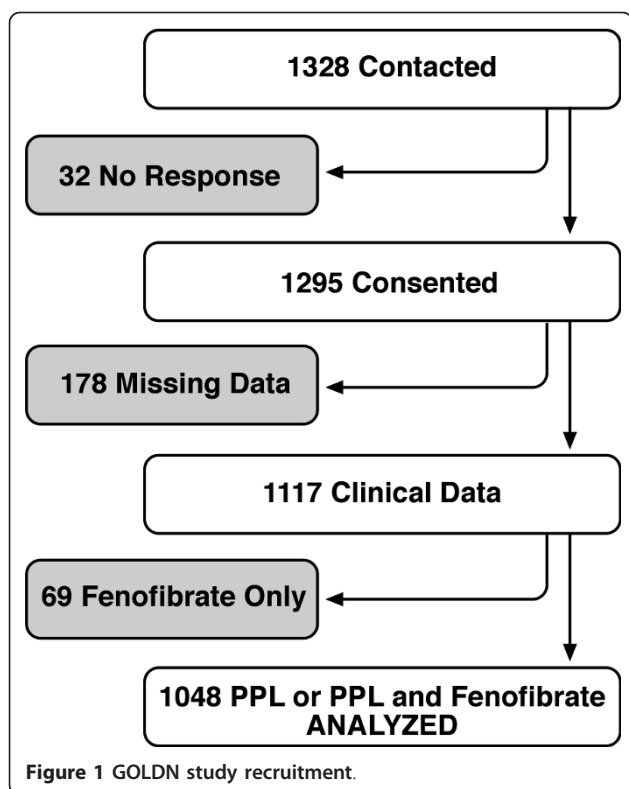 1328 Contacted
32 No Response
1295 Consented
178 Missing Data
1117 Clinical Data
69 Fenofibrate Only
1048 PPL or PPL and Fenofibrate
ANALYZED
Figure 1 GOLDN study recruitment.